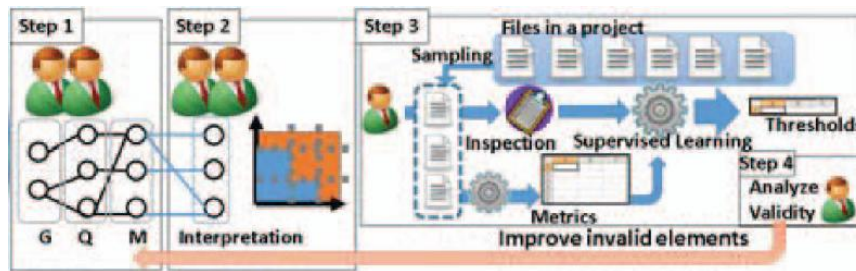 Step 1
Step 2
Step 3
Files in a project
Sampling
Inspection
Supervised Learning
Threshold
Metrics
Step 4
Analyze
Validity
G Q M
Interpretation
Improve invalid elements